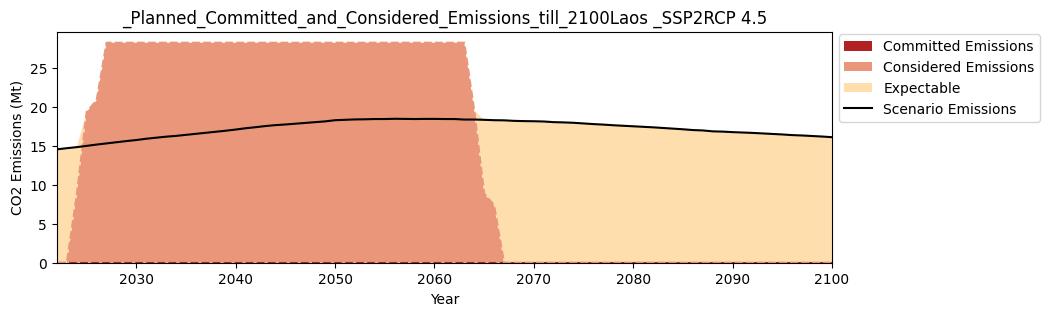 _Planned_Committed_and_Considered_Emissions_till_2100Laos _SSP2RCP 4.5
Committed Emissions
Considered Emissions
Expectable
Scenario Emissions
CO2 Emissions (Mt)
25
20
15
10
5
0
2030 2040 2050 2060 2070 2080 2090 2100
Year